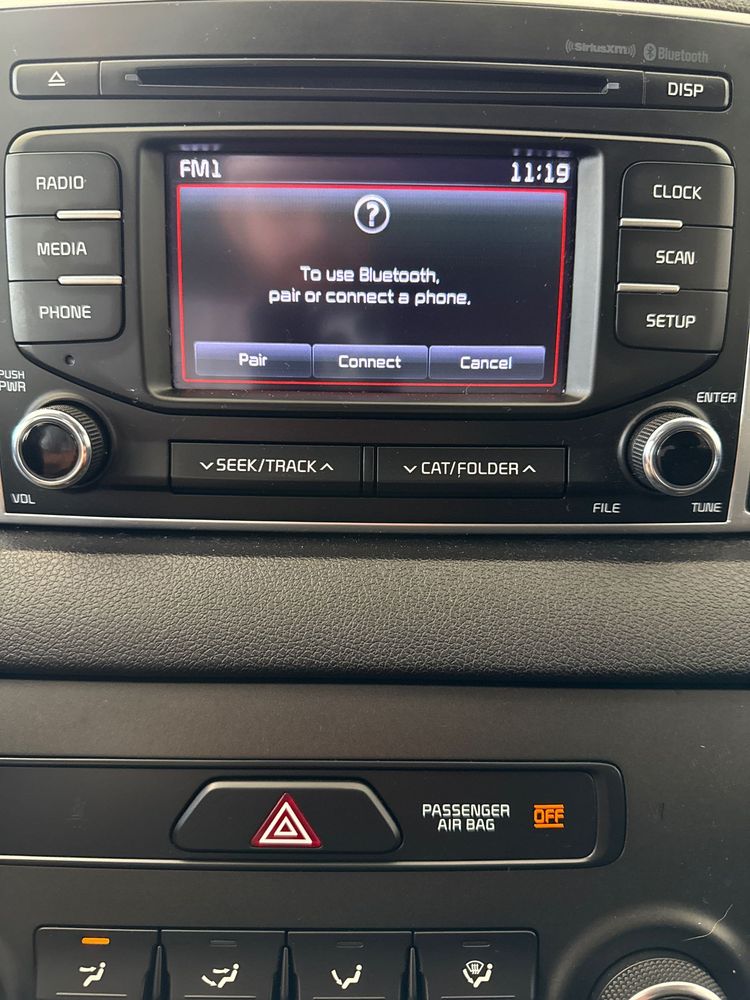 SiriusXM Bluetooth
DISP
RADIO
MEDIA
PHONE
FM1 11:19
?
To use Bluetooth,
pair or connect a phone.
Pair Connect Cancel
CLOCK
SCAN
SETUP
PUSH
PWR
VOL
SEEK/TRACK
CAT/FOLDER
ENTER
FILE
TUNE
PASSENGER
AIR BAG OFF